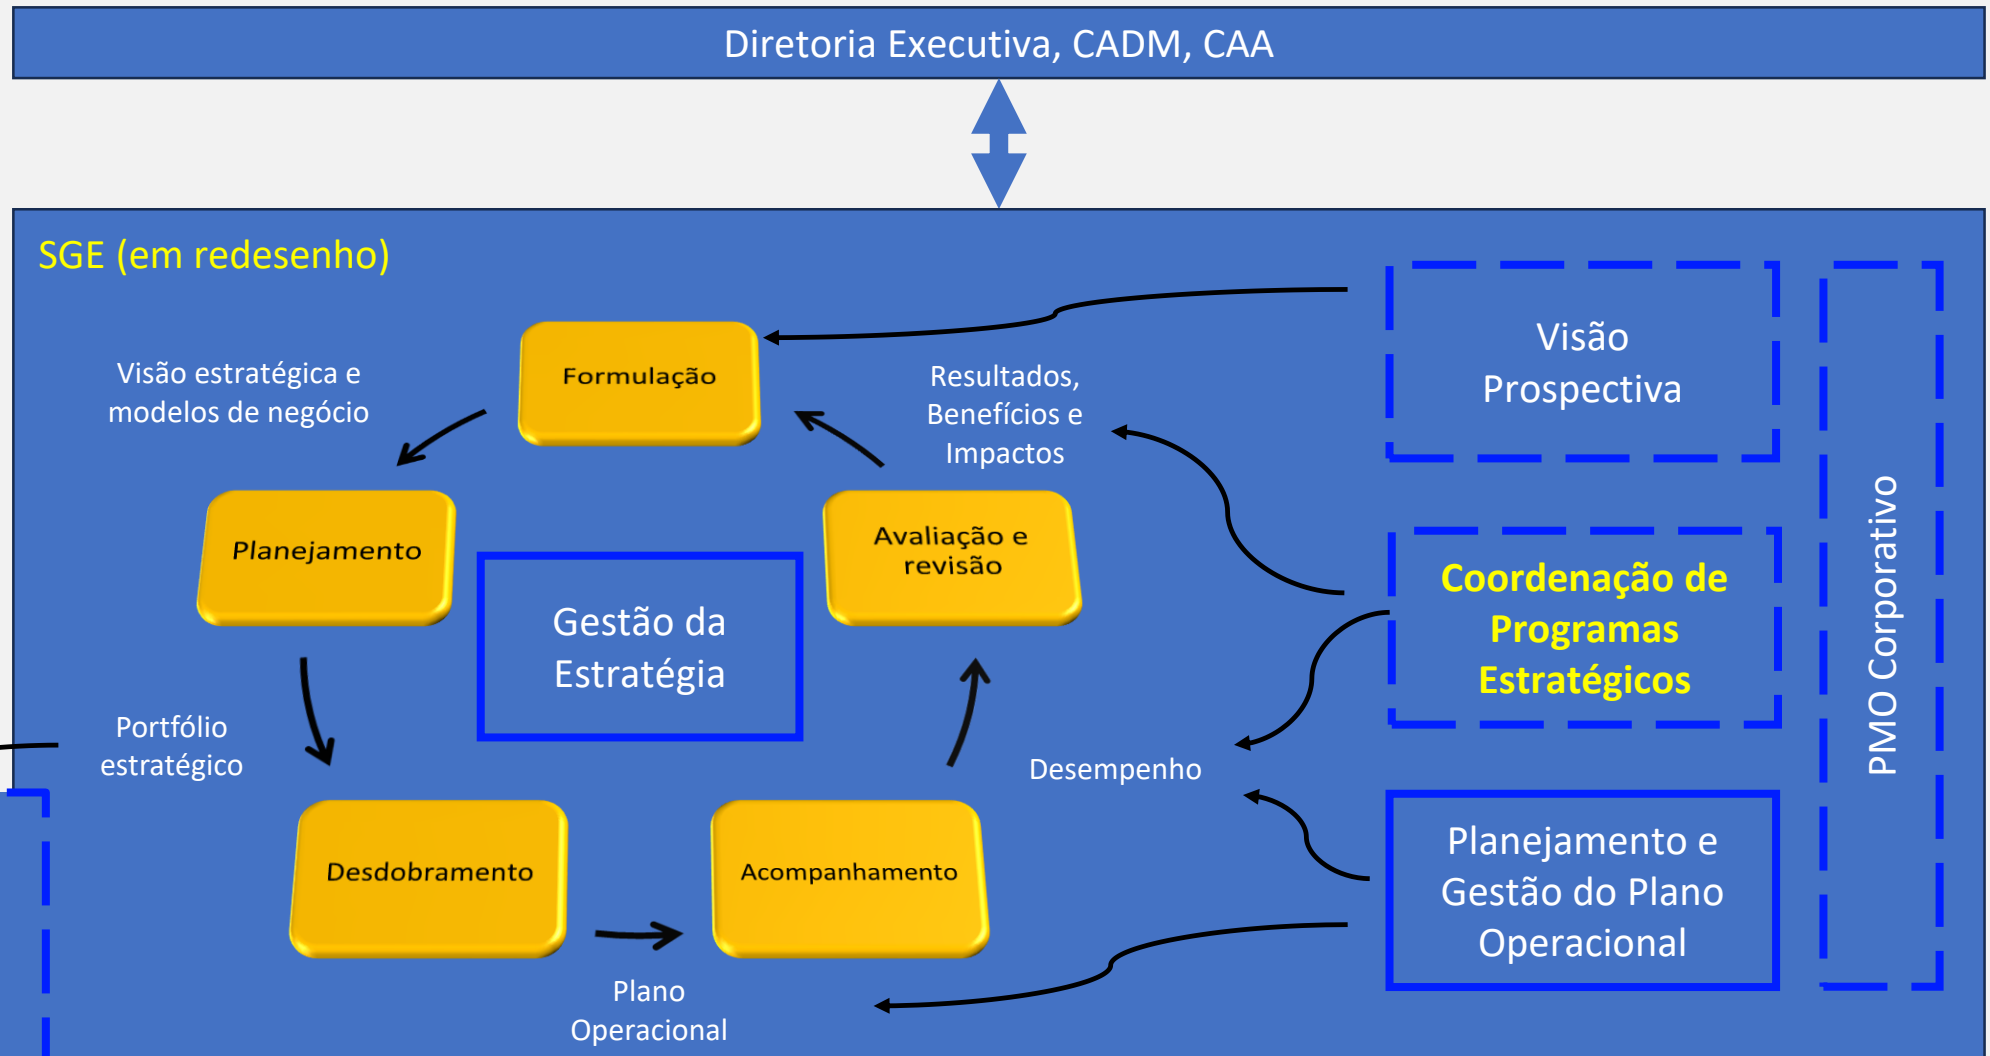 Diretoria Executiva, CADM, CAA
SGE (em redesenho)
Formulação
Visão estratégica e
modelos de negócio
Resultados,
Benefícios e
Impactos
Visão
Prospectiva
Planejamento
Avaliação e
revisão
Gestão da
Estratégia
Coordenação de
Programas
Estratégicos
PMO Corporativo
Portfólio
estratégico
Desempenho
Desdobramento
Acompanhamento
Planejamento e
Gestão do Plano
Operacional
Plano
Operacional